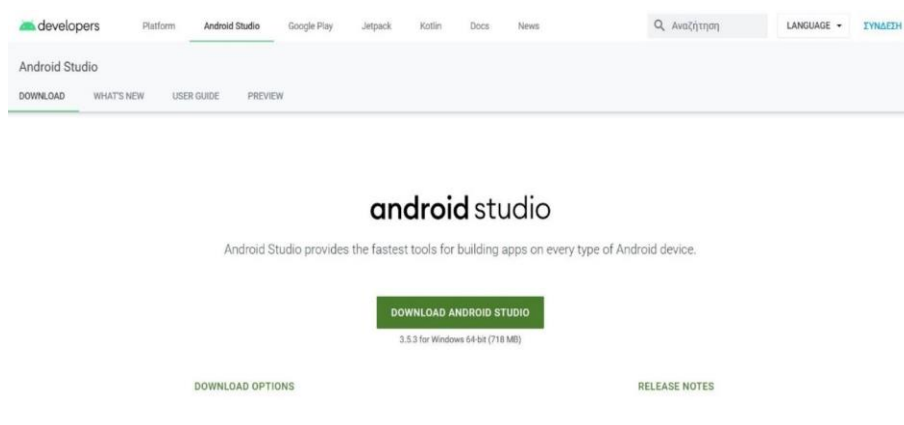 developers Platform Android Studio Google Play Jetpack Kotlin Docs News Αναζήτηση LANGUAGE ΣΥΝΔΕΣΗ
Android Studio
DOWNLOAD WHAT'S NEW USER GUIDE PREVIEW
android studio
Android Studio provides the fastest tools for building apps on every type of Android device.
DOWNLOAD ANDROID STUDIO
3.5.3 for Windows 64-bit (718 MB)
DOWNLOAD OPTIONS RELEASE NOTES